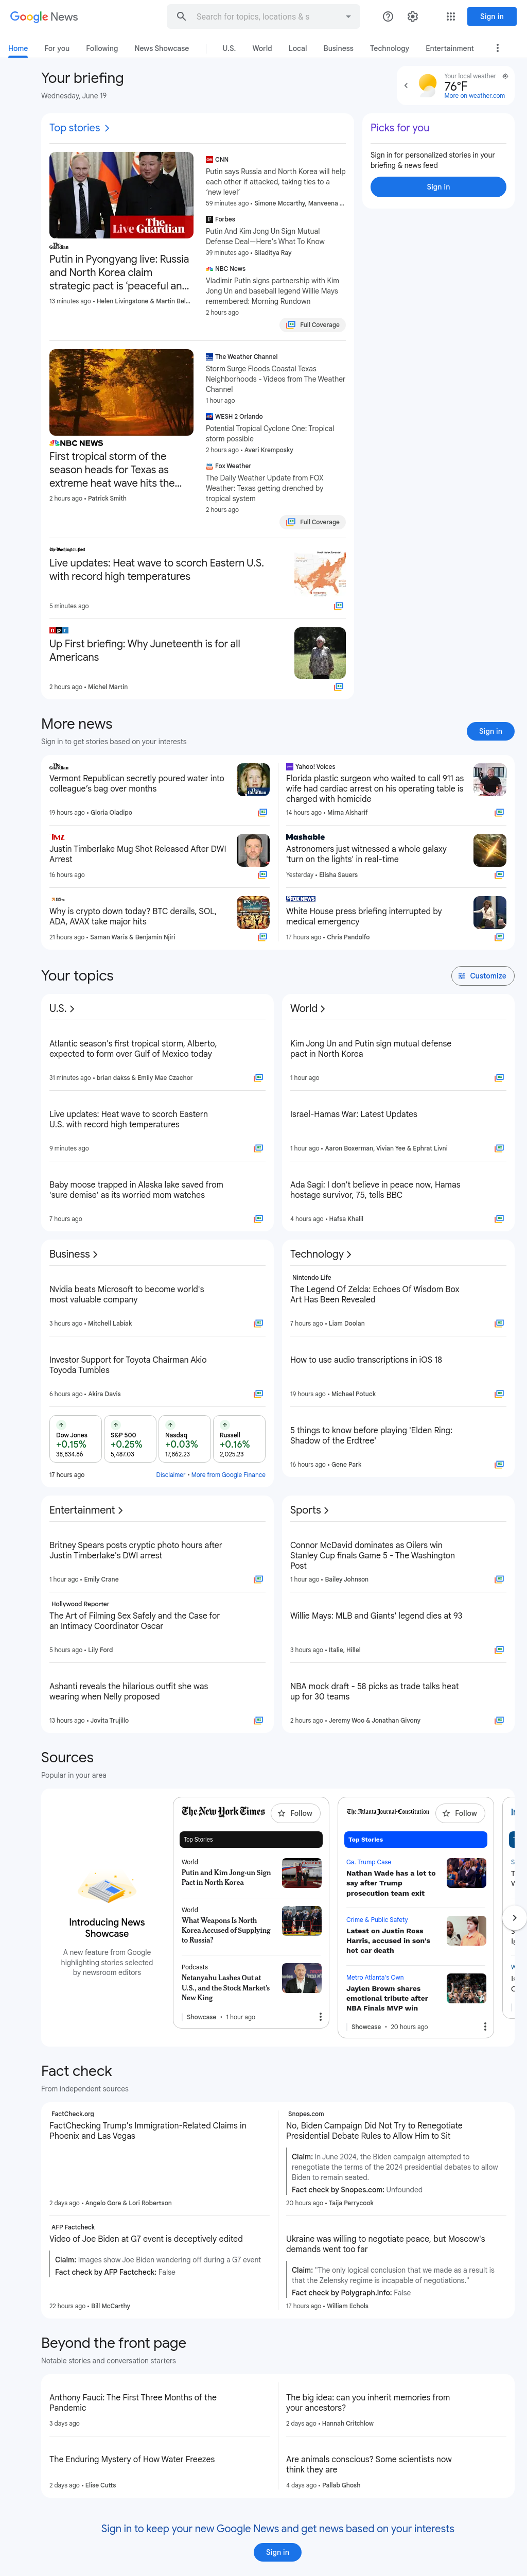 Google News
Search for topics, locations & s
Sign in
Home
For you
Following
News Showcase
U.S.
World
Local
Business
Technology
Entertainment
Your briefing
Wednesday, June 19
Your local weather
76°F
More on weather.com
Top stories
The Guardian
The Guardian
Putin in Pyongyang live: Russia
and North Korea claim
strategic pact is 'peaceful an...
13 minutes ago • Helen Livingstone & Martin Bel...
CNN
Putin says Russia and North Korea will help
each other if attacked, taking ties to a
'new level'
59 minutes ago • Simone Mccarthy, Manveena ...
Forbes
Putin And Kim Jong Un Sign Mutual
Defense Deal—Here's What To Know
39 minutes ago • Siladitya Ray
NBC News
Vladimir Putin signs partnership with Kim
Jong Un and baseball legend Willie Mays
remembered: Morning Rundown
2 hours ago
Full Coverage
Picks for you
Sign in for personalized stories in your
briefing & news feed
Sign in
NBC NEWS
First tropical storm of the
season heads for Texas as
extreme heat wave hits the...
2 hours ago • Patrick Smith
The Weather Channel
Storm Surge Floods Coastal Texas
Neighborhoods - Videos from The Weather
Channel
1 hour ago
WESH 2 Orlando
Potential Tropical Cyclone One: Tropical
storm possible
2 hours ago • Averi Kremposky
Fox Weather
The Daily Weather Update from FOX
Weather: Texas getting drenched by
tropical system
2 hours ago
Full Coverage
The Washington Post
Live updates: Heat wave to scorch Eastern U.S.
with record high temperatures
5 minutes ago
npr
Up First briefing: Why Juneteenth is for all
Americans
2 hours ago • Michel Martin
More news
Sign in to get stories based on your interests
Sign in
The Guardian
Vermont Republican secretly poured water into
colleague's bag over months
19 hours ago • Gloria Oladipo
Yahoo! Voices
Florida plastic surgeon who waited to call 911 as
wife had cardiac arrest on his operating table is
charged with homicide
14 hours ago • Mirna Alsharif
TMZ
Justin Timberlake Mug Shot Released After DWI
Arrest
16 hours ago
Mashable
Astronomers just witnessed a whole galaxy
'turn on the lights' in real-time
Yesterday • Elisha Sauers
Why is crypto down today? BTC derails, SOL,
ADA, AVAX take major hits
21 hours ago • Saman Waris & Benjamin Njiri
FOX NEWS
White House press briefing interrupted by
medical emergency
17 hours ago • Chris Pandolfo
Your topics
Customize
U.S.
Atlantic season's first tropical storm, Alberto,
expected to form over Gulf of Mexico today
31 minutes ago • brian dakss & Emily Mae Czachor
Live updates: Heat wave to scorch Eastern
U.S. with record high temperatures
9 minutes ago
Baby moose trapped in Alaska lake saved from
'sure demise' as its worried mom watches
7 hours ago
World
Kim Jong Un and Putin sign mutual defense
pact in North Korea
1 hour ago
Israel-Hamas War: Latest Updates
1 hour ago • Aaron Boxerman, Vivian Yee & Ephrat Livni
Ada Sagi: I don't believe in peace now, Hamas
hostage survivor, 75, tells BBC
4 hours ago • Hafsa Khalil
Business
Nvidia beats Microsoft to become world's
most valuable company
3 hours ago • Mitchell Labiak
Investor Support for Toyota Chairman Akio
Toyoda Tumbles
6 hours ago • Akira Davis
Dow Jones
+0.15%
38,834.86
S&P 500
+0.25%
5,487.03
Nasdaq
+0.03%
17,862.23
Russell
+0.16%
2,025.23
17 hours ago
Disclaimer • More from Google Finance
Technology
Nintendo Life
The Legend Of Zelda: Echoes Of Wisdom Box
Art Has Been Revealed
7 hours ago • Liam Doolan
How to use audio transcriptions in iOS 18
19 hours ago • Michael Potuck
5 things to know before playing 'Elden Ring:
Shadow of the Erdtree'
16 hours ago • Gene Park
Entertainment
Britney Spears posts cryptic photo hours after
Justin Timberlake's DWI arrest
1 hour ago • Emily Crane
Hollywood Reporter
The Art of Filming Sex Safely and the Case for
an Intimacy Coordinator Oscar
5 hours ago • Lily Ford
Ashanti reveals the hilarious outfit she was
wearing when Nelly proposed
13 hours ago • Jovita Trujillo
Sports
Connor McDavid dominates as Oilers win
Stanley Cup finals Game 5 - The Washington
Post
1 hour ago • Bailey Johnson
Willie Mays: MLB and Giants' legend dies at 93
3 hours ago • Italie, Hillel
NBA mock draft - 58 picks as trade talks heat
up for 30 teams
2 hours ago • Jeremy Woo & Jonathan Givony
Sources
Popular in your area
Introducing News
Showcase
A new feature from Google
highlighting stories selected
by newsroom editors
The New York Times
Follow
Top Stories
World
Putin and Kim Jong-un Sign
Pact in North Korea
World
What Weapons Is North
Korea Accused of Supplying
to Russia?
Podcasts
Netanyahu Lashes Out at
U.S., and the Stock Market's
New King
Showcase • 1 hour ago
The Atlanta Journal-Constitution
Follow
Top Stories
Ga. Trump Case
Nathan Wade has a lot to
say after Trump
prosecution team exit
Crime & Public Safety
Latest on Justin Ross
Harris, accused in son's
hot car death
Metro Atlanta's Own
Jaylen Brown shares
emotional tribute after
NBA Finals MVP win
Showcase • 20 hours ago
Fact check
From independent sources
FactCheck.org
FactChecking Trump's Immigration-Related Claims in
Phoenix and Las Vegas
2 days ago • Angelo Gore & Lori Robertson
Snopes.com
No, Biden Campaign Did Not Try to Renegotiate
Presidential Debate Rules to Allow Him to Sit
Claim: In June 2024, the Biden campaign attempted to
renegotiate the terms of the 2024 presidential debates to allow
Biden to remain seated.
Fact check by Snopes.com: Unfounded
20 hours ago • Taija Perrycook
AFP Factcheck
Video of Joe Biden at G7 event is deceptively edited
Claim: Images show Joe Biden wandering off during a G7 event
Fact check by AFP Factcheck: False
22 hours ago • Bill McCarthy
Ukraine was willing to negotiate peace, but Moscow's
demands went too far
Claim: "The only logical conclusion that we made as a result is
that the Zelensky regime is incapable of negotiations."
Fact check by Polygraph.info: False
17 hours ago • William Echols
Beyond the front page
Notable stories and conversation starters
Anthony Fauci: The First Three Months of the
Pandemic
3 days ago
The big idea: can you inherit memories from
your ancestors?
2 days ago • Hannah Critchlow
The Enduring Mystery of How Water Freezes
2 days ago • Elise Cutts
Are animals conscious? Some scientists now
think they are
4 days ago • Pallab Ghosh
Sign in to keep your new Google News and get news based on your interests
Sign in